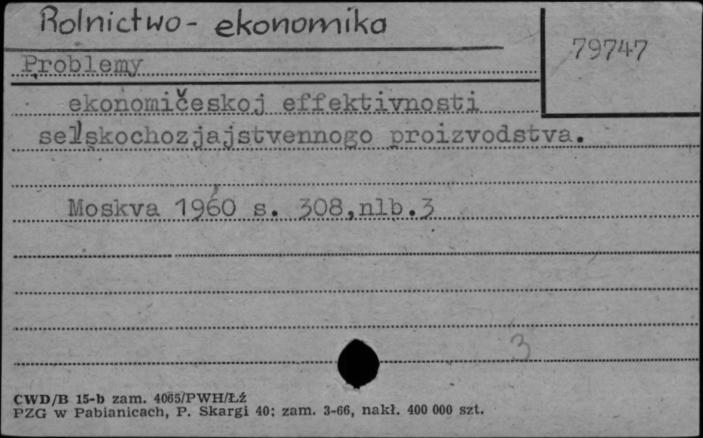 Rolnictwo - ekonomika
79747
Problemy
ekonomičeskoj effektivnosti
sel'skochozjajstvennogo proizvodstva.
Moskva 1960 s. 308,nlb.3
3
CWD/B 15-b zam. 4065/PWH/Łź
PZG w Pabianicach, P. Skargi 40; zam. 3-66, nakł. 400 000 szt.